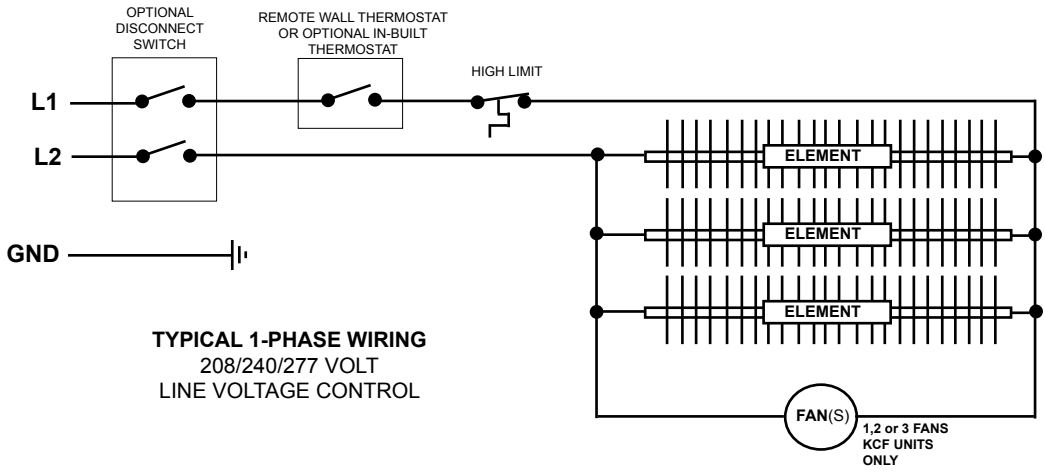 OPTIONAL
DISCONNECT
SWITCH
REMOTE WALL THERMOSTAT
OR OPTIONAL IN-BUILT
THERMOSTAT
HIGH LIMIT
L1
L2
GND
ELEMENT
ELEMENT
ELEMENT
TYPICAL 1-PHASE WIRING
208/240/277 VOLT
LINE VOLTAGE CONTROL
FAN(S)
1,2 or 3 FANS
KCF UNITS
ONLY